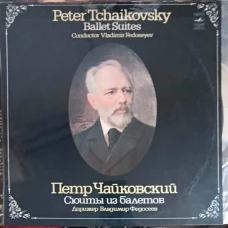 Peter Tchaikovsky
Ballet Suites
Conductor Vladimir Fedoseyev
Петр Чайковский
Сюиты из балетов
Дирижер Владимир Федосеев